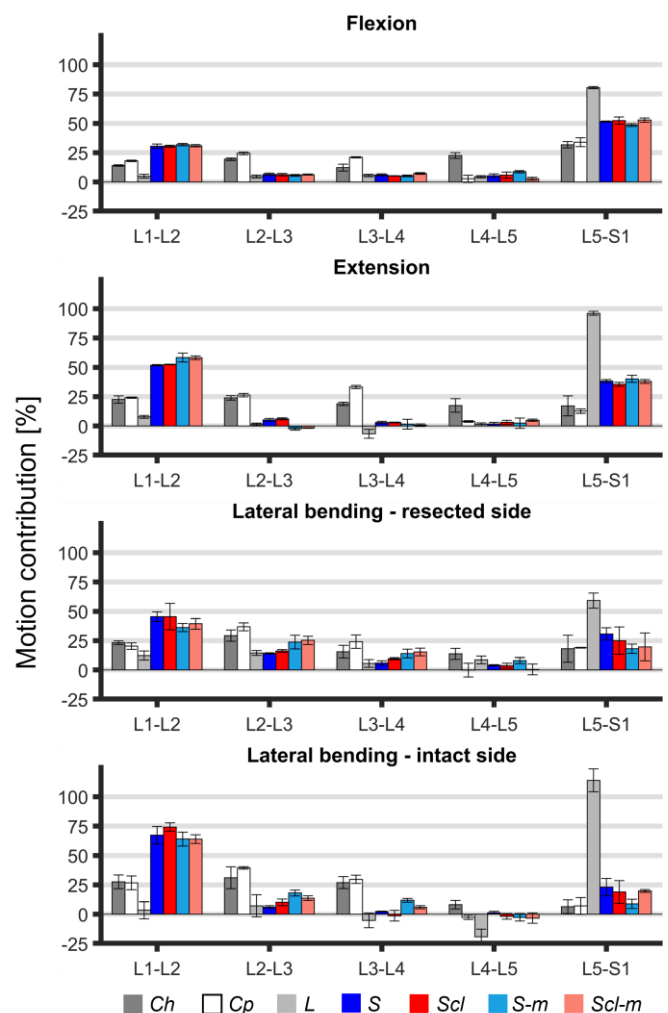 Flexion
100
75
50
25
0
-25
L1-L2 L2-L3 L3-L4 L4-L5 L5-S1
Extension
100
75
50
25
0
-25
L1-L2 L2-L3 L3-L4 L4-L5 L5-S1
Motion contribution [%]
Lateral bending - resected side
100
75
50
25
0
-25
L1-L2 L2-L3 L3-L4 L4-L5 L5-S1
Lateral bending - intact side
100
75
50
25
0
-25
L1-L2 L2-L3 L3-L4 L4-L5 L5-S1
Ch Cp L S Scl S-m Scl-m